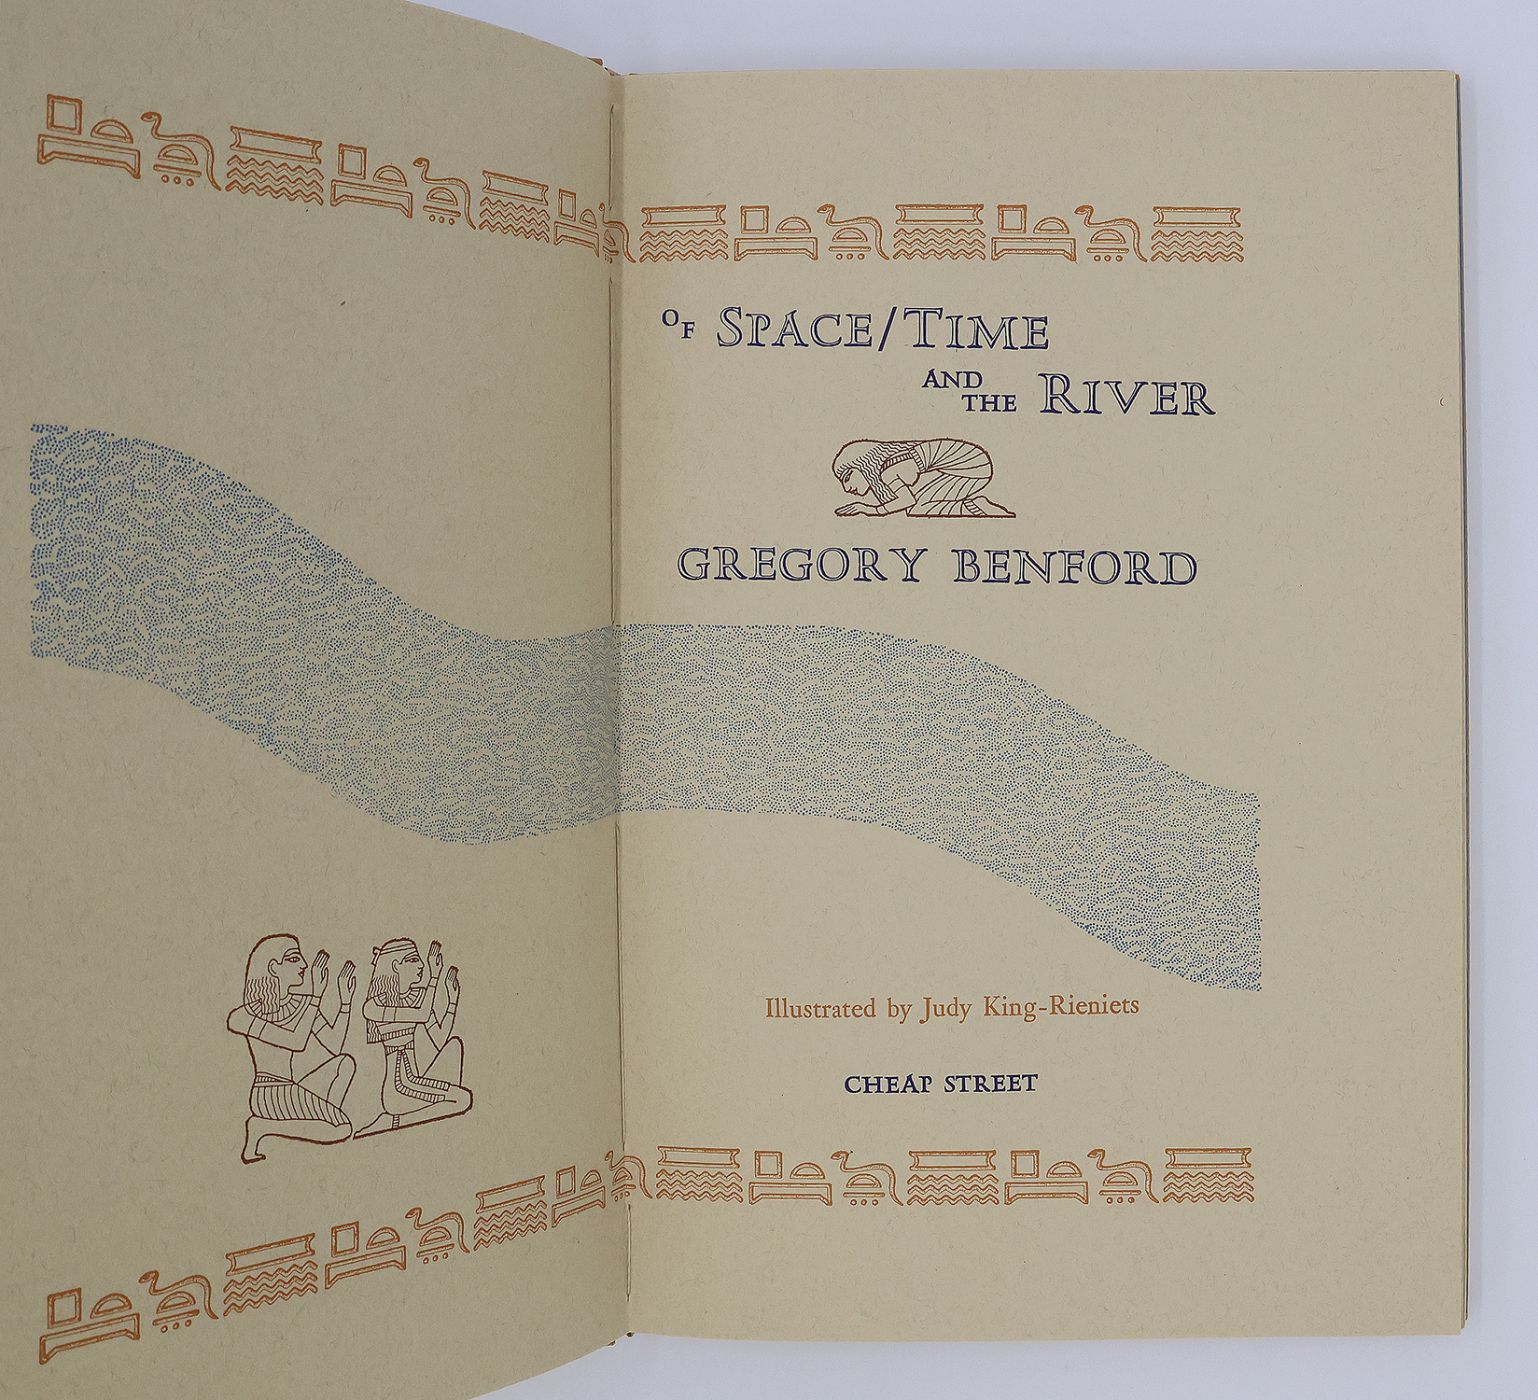 OF SPACE/TIME
AND
THE RIVER
GREGORY BENFORD
Illustrated by Judy King-Rieniets
CHEAP STREET